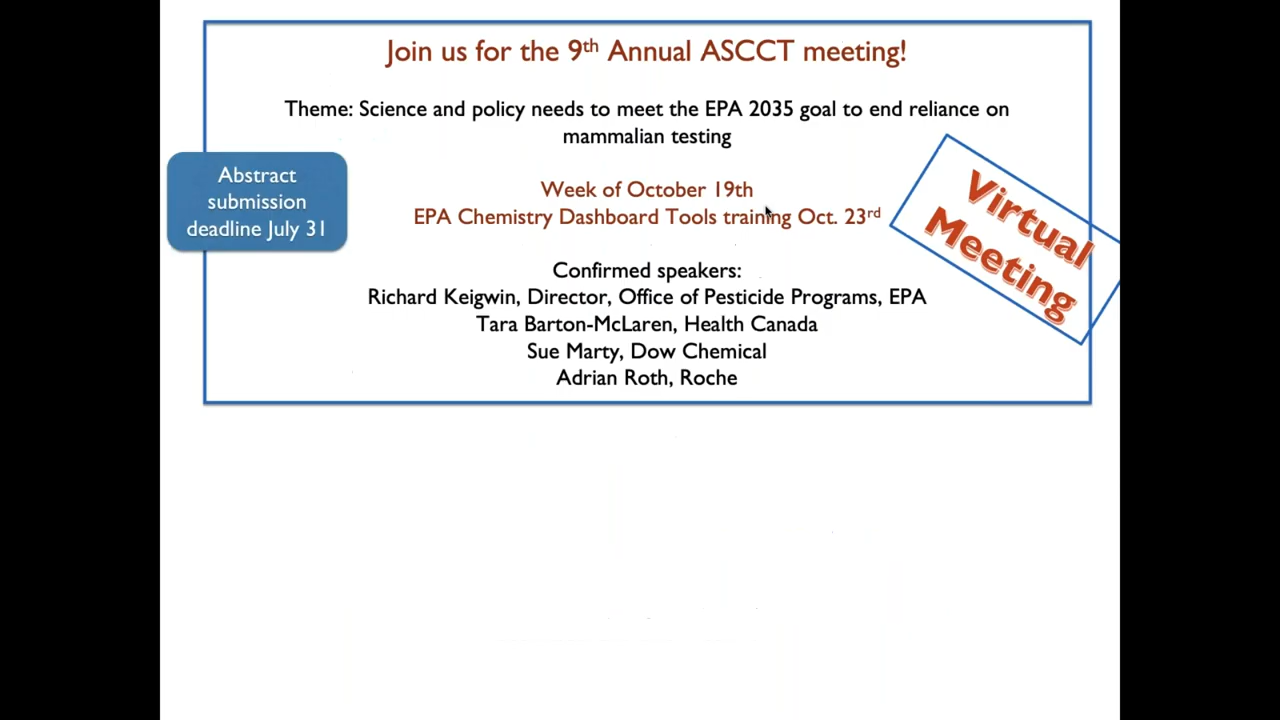 Join us for the 9th Annual ASCCT meeting!
Theme: Science and policy needs to meet the EPA 2035 goal to end reliance on
mammalian testing
Abstract
submission
deadline July 31
Week of October 19th
EPA Chemistry Dashboard Tools training Oct. 23rd
Virtual
Meeting
Confirmed speakers:
Richard Keigwin, Director, Office of Pesticide Programs, EPA
Tara Barton-McLaren, Health Canada
Sue Marty, Dow Chemical
Adrian Roth, Roche